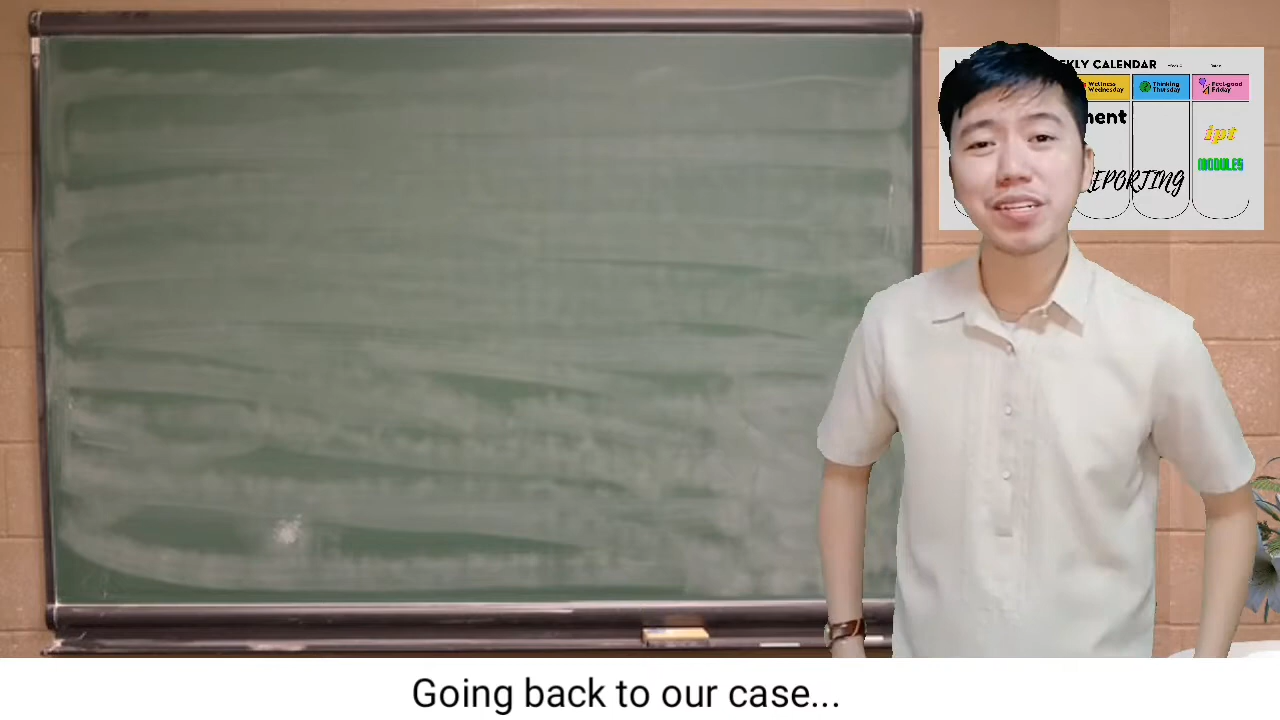 KLY CALENDAR
Wellness
Wednesday
Thinking
Thursday
Feel-good
Friday
ment
ipt
MODULES
EPORTING
Going back to our case...